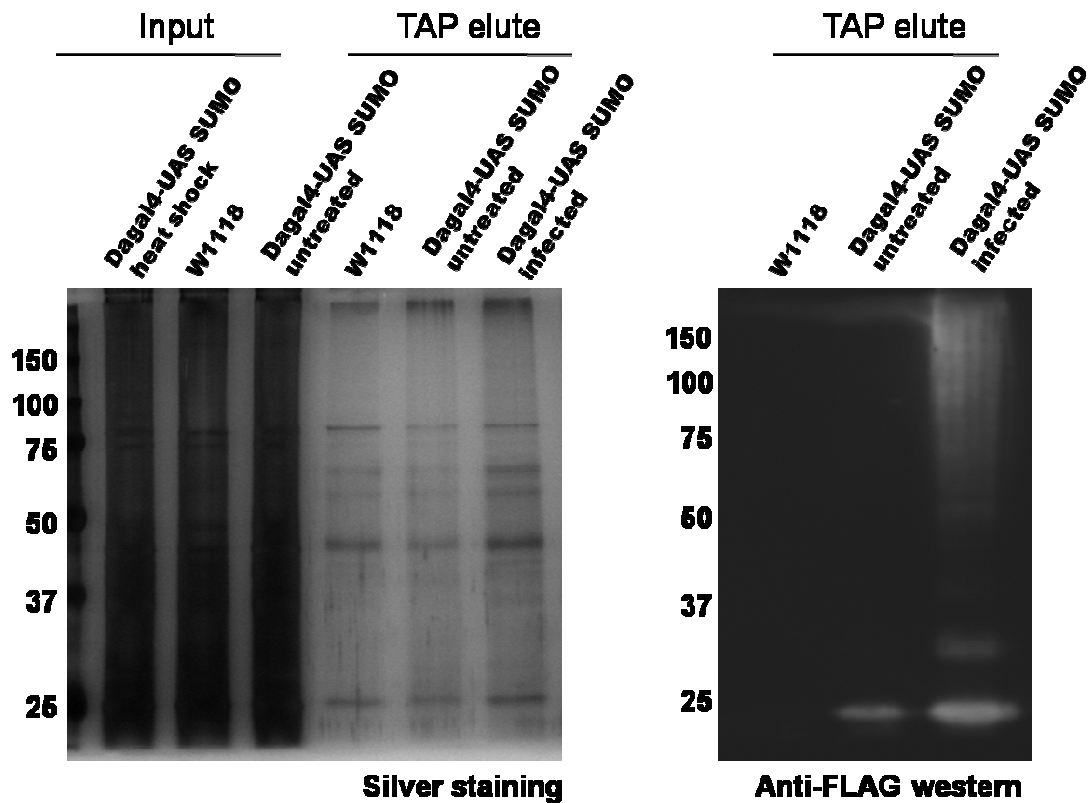 Input
TAP elute
TAP elute
Dagal4-UAS SUMO
heat shock
W1118
Dagal4-UAS SUMO
untreated
W1118
Dagal4-UAS SUMO
untreated
Dagal4-UAS SUMO
infected
W1118
Dagal4-UAS SUMO
untreated
Dagal4-UAS SUMO
infected
150
100
75
50
37
25
150
100
75
50
37
25
Silver staining
Anti-FLAG western